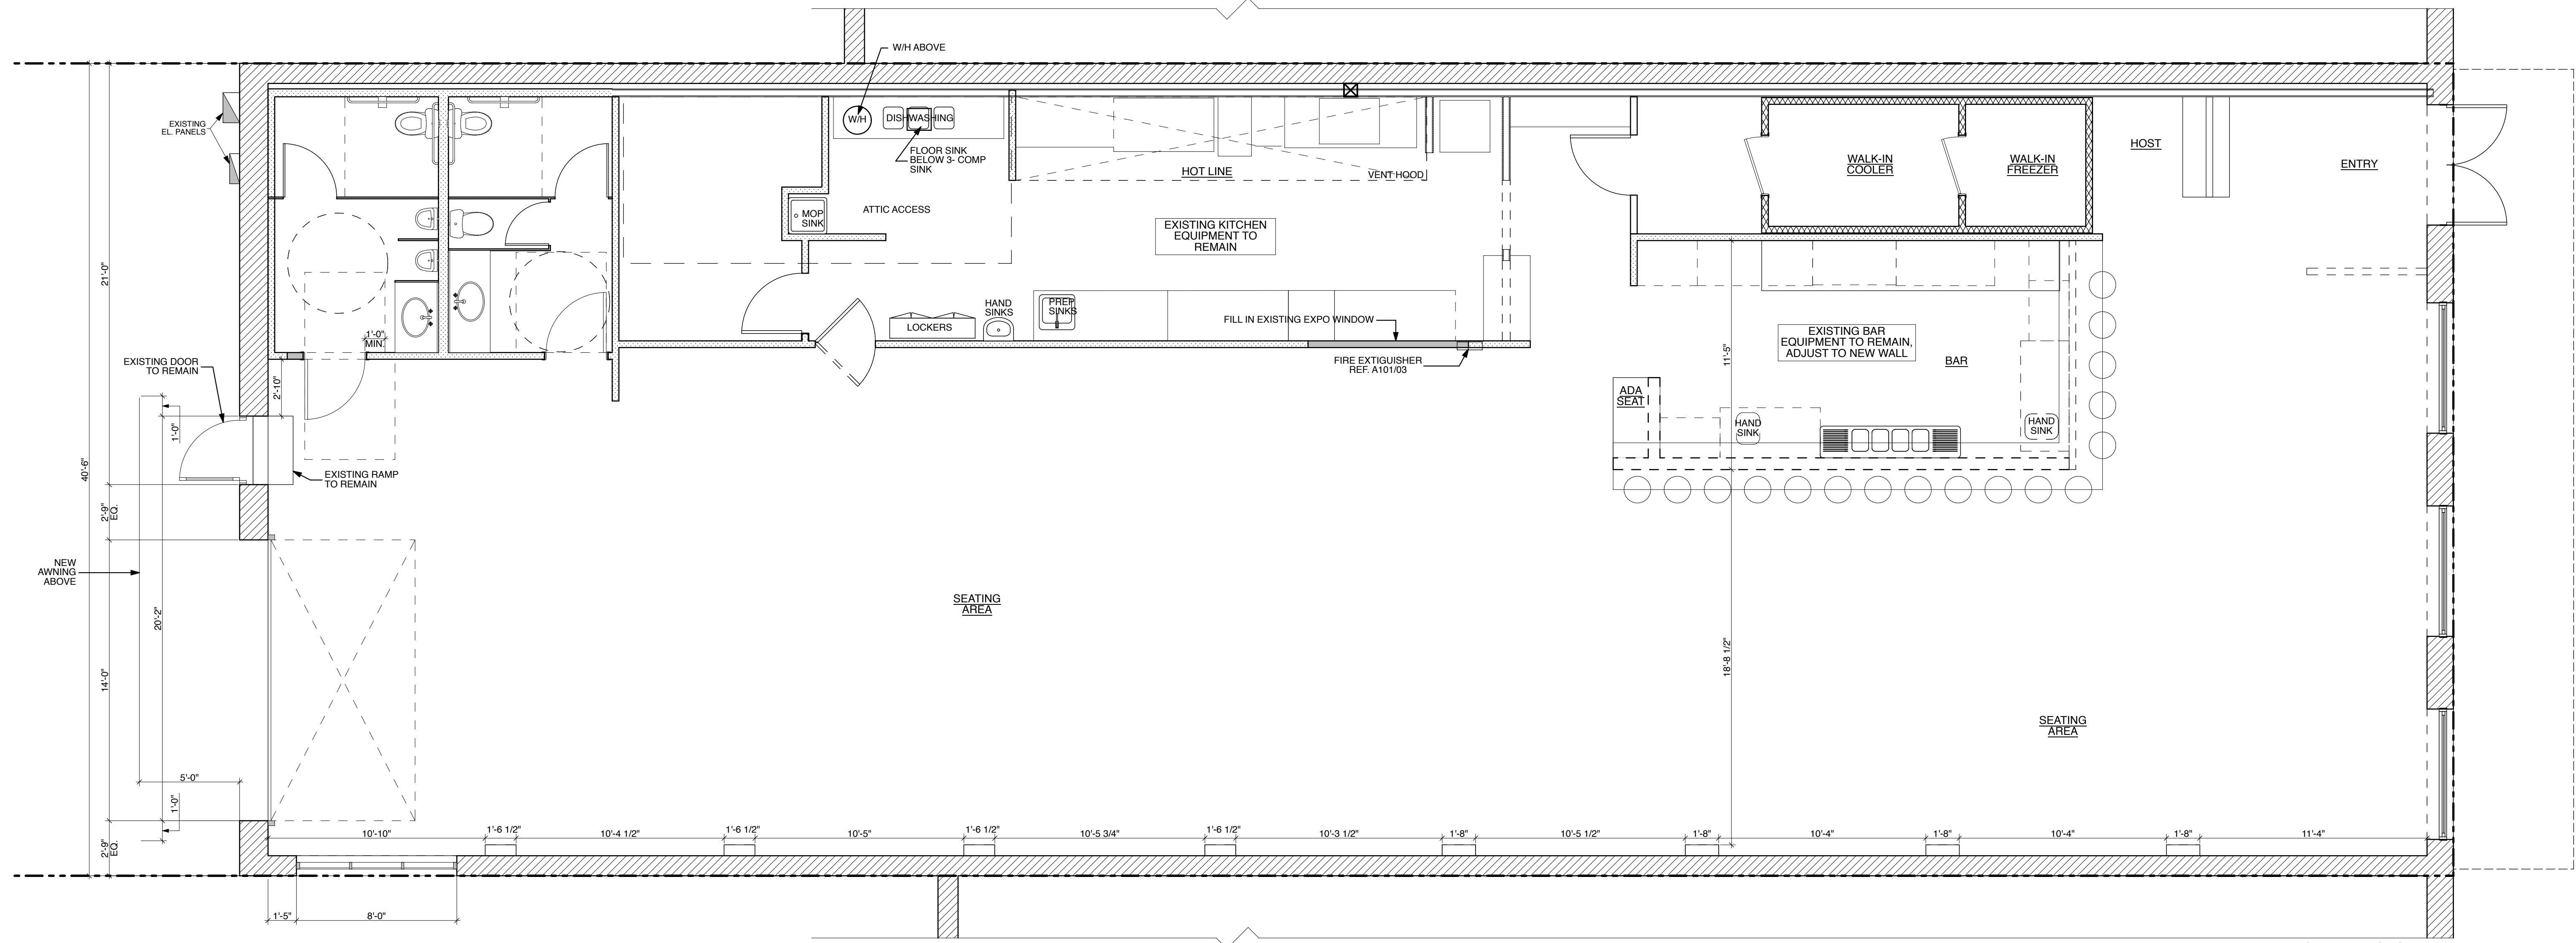 W/H ABOVE
EXISTING
EL. PANELS
W/H
DISHWASHING
FLOOR SINK
BELOW 3- COMP
SINK
HOT LINE
VENT HOOD
WALK-IN
COOLER
WALK-IN
FREEZER
HOST
ENTRY
MOP
SINK
ATTIC ACCESS
EXISTING KITCHEN
EQUIPMENT TO
REMAIN
21'-0"
HAND
SINKS
PREP
SINKS
LOCKERS
FILL IN EXISTING EXPO WINDOW
1'-0"
MIN.
EXISTING BAR
EQUIPMENT TO REMAIN,
ADJUST TO NEW WALL
BAR
11'-5"
EXISTING DOOR
TO REMAIN
FIRE EXTIGUISHER
REF. A101/03
2'-10"
ADA
SEAT
HAND
SINK
HAND
SINK
1'-0"
40'-6"
EXISTING RAMP
TO REMAIN
2'-9"
EQ.
NEW
AWNING
ABOVE
20'-2"
14'-0"
SEATING
AREA
18'-8 1/2"
SEATING
AREA
5'-0"
1'-0"
2'-9"
EQ.
10'-10"
1'-6 1/2"
10'-4 1/2"
1'-6 1/2"
10'-5"
1'-6 1/2"
10'-5 3/4"
1'-6 1/2"
10'-3 1/2"
1'-8"
10'-5 1/2"
1'-8"
10'-4"
1'-8"
10'-4"
1'-8"
11'-4"
1'-5"
8'-0"